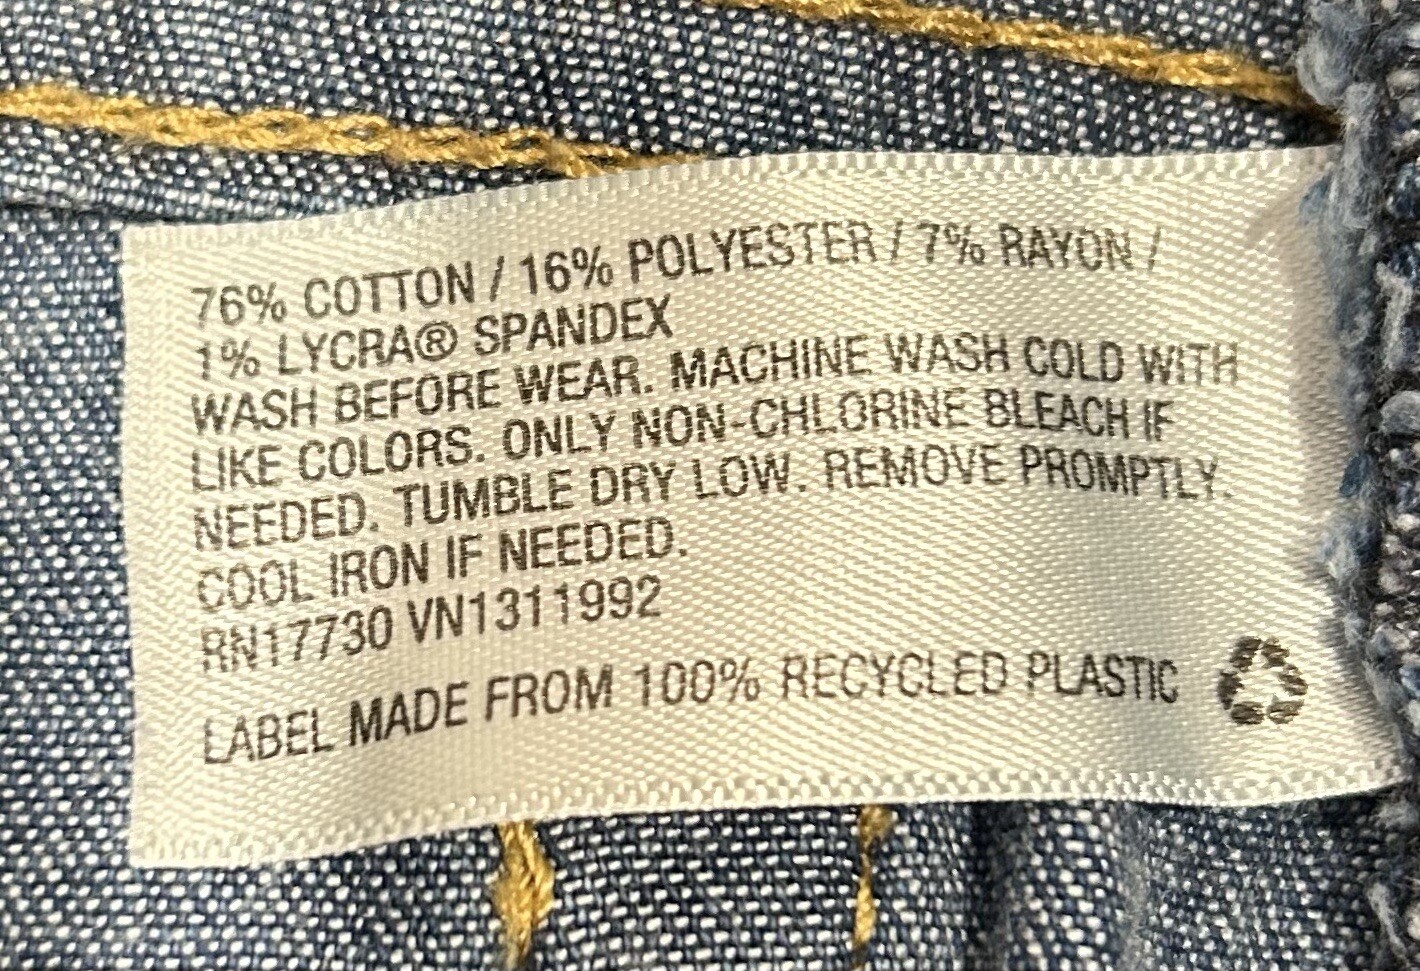 76% COTTON / 16% POLYESTER / 7% RAYON /
1% LYCRA® SPANDEX
WASH BEFORE WEAR. MACHINE WASH COLD WITH
LIKE COLORS. ONLY NON-CHLORINE BLEACH IF
NEEDED. TUMBLE DRY LOW. REMOVE PROMPTLY.
COOL IRON IF NEEDED.
RN17730 VN1311992
LABEL MADE FROM 100% RECYCLED PLASTIC